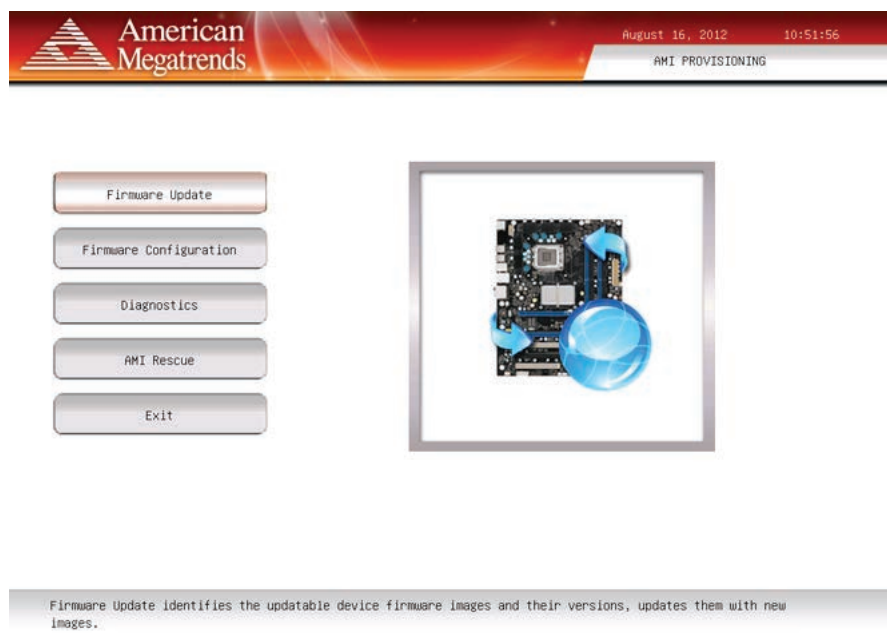 American
Megatrends
August 16, 2012 10:51:56
AMI PROVISIONING
Firmware Update
Firmware Configuration
Diagnostics
AMI Rescue
Exit
Firmware Update identifies the updatable device firmware images and their versions, updates them with new
images.